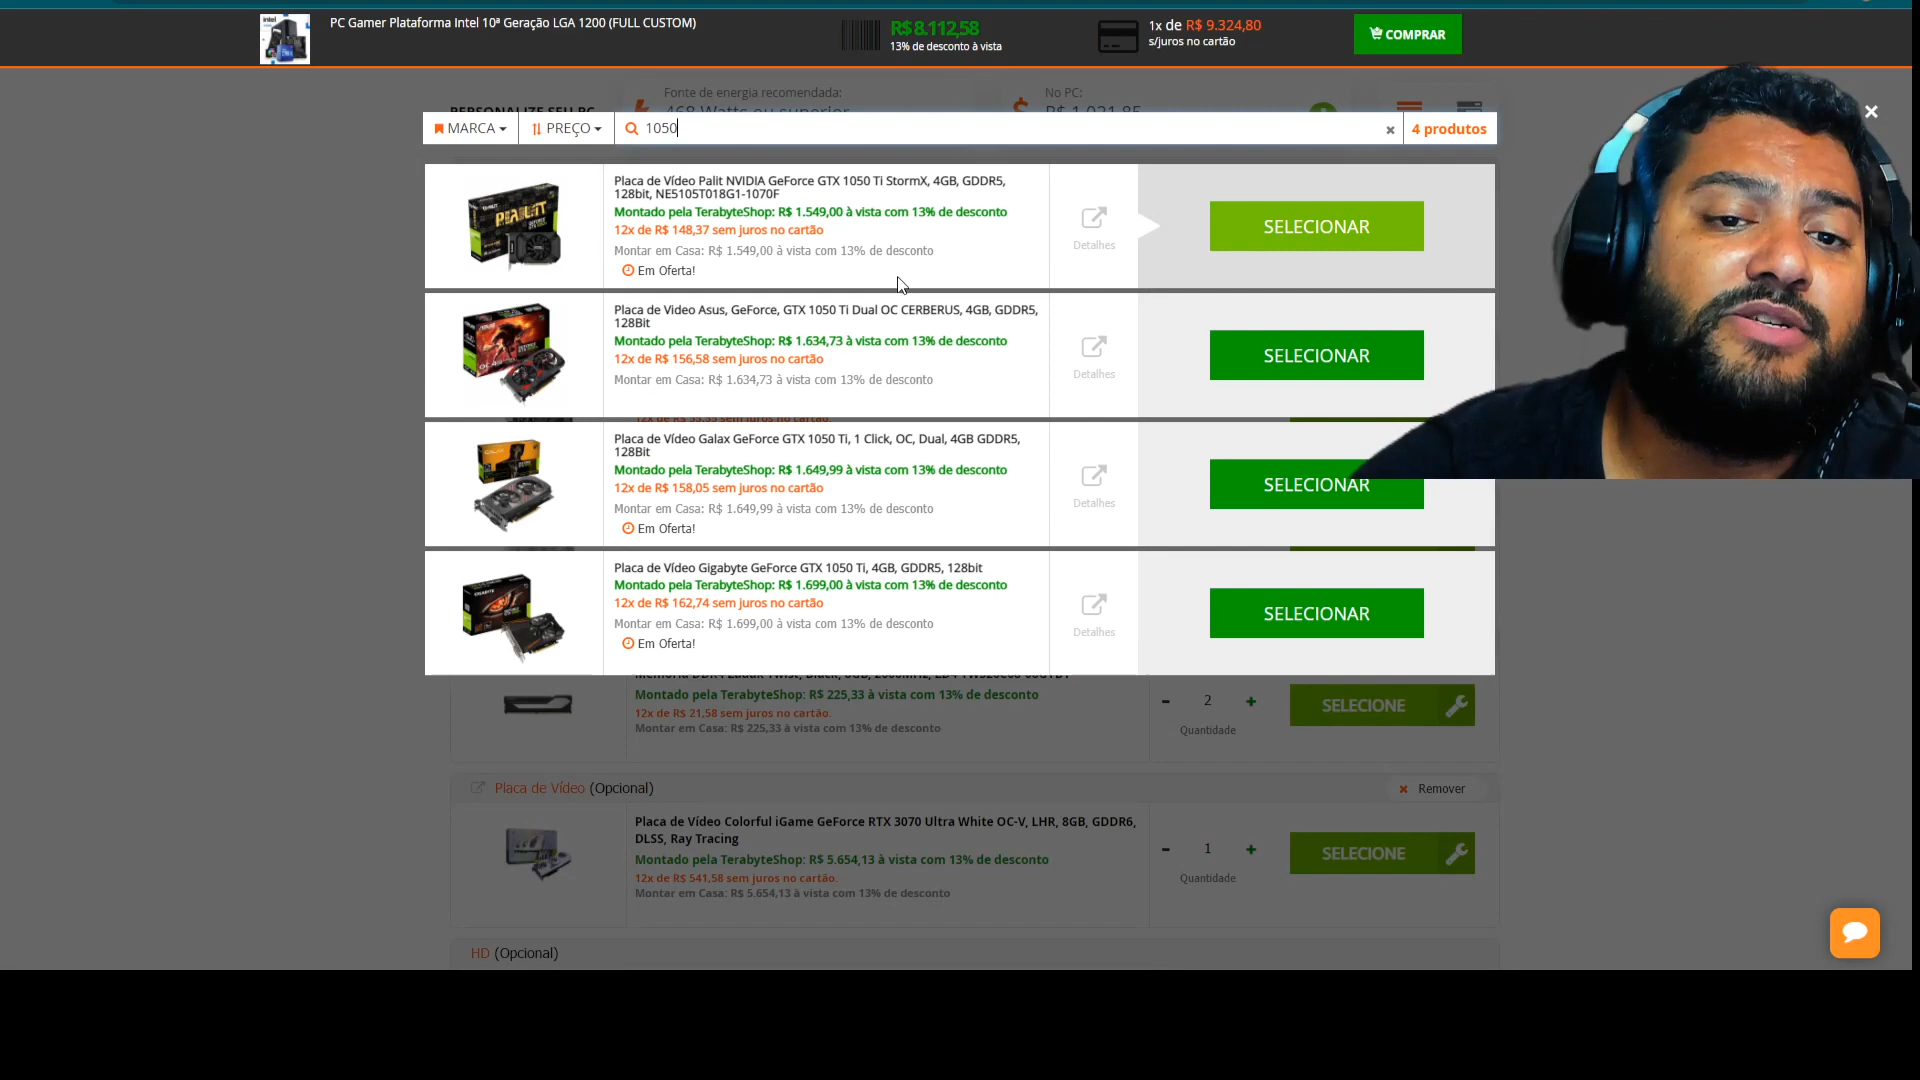 PC Gamer Plataforma Intel 10ª Geração LGA 1200 (FULL CUSTOM)
R$ 8.112,58
13% de desconto à vista
1x de R$ 9.324,80
s/juros no cartão
COMPRAR
PERSONALIZE SEU PC
Fonte de energia recomendada:
468 Watts ou superior
No PC:
R$ 1.021,85
MARCA
PREÇO
1050
4 produtos
Placa de Vídeo Palit NVIDIA GeForce GTX 1050 Ti StormX, 4GB, GDDR5,
128bit, NE5105T018G1-1070F
Montado pela TerabyteShop: R$ 1.549,00 à vista com 13% de desconto
12x de R$ 148,37 sem juros no cartão
Montar em Casa: R$ 1.549,00 à vista com 13% de desconto
Em Oferta!
Detalhes
SELECIONAR
Placa de Video Asus, GeForce, GTX 1050 Ti Dual OC CERBERUS, 4GB, GDDR5,
128Bit
Montado pela TerabyteShop: R$ 1.634,73 à vista com 13% de desconto
12x de R$ 156,58 sem juros no cartão
Montar em Casa: R$ 1.634,73 à vista com 13% de desconto
Detalhes
SELECIONAR
Placa de Vídeo Galax GeForce GTX 1050 Ti, 1 Click, OC, Dual, 4GB GDDR5,
128Bit
Montado pela TerabyteShop: R$ 1.649,99 à vista com 13% de desconto
12x de R$ 158,05 sem juros no cartão
Montar em Casa: R$ 1.649,99 à vista com 13% de desconto
Em Oferta!
Detalhes
SELECIONAR
Placa de Vídeo Gigabyte GeForce GTX 1050 Ti, 4GB, GDDR5, 128bit
Montado pela TerabyteShop: R$ 1.699,00 à vista com 13% de desconto
12x de R$ 162,74 sem juros no cartão
Montar em Casa: R$ 1.699,00 à vista com 13% de desconto
Em Oferta!
Detalhes
SELECIONAR
Montado pela TerabyteShop: R$ 225,33 à vista com 13% de desconto
12x de R$ 21,58 sem juros no cartão.
Montar em Casa: R$ 225,33 à vista com 13% de desconto
- 2 +
Quantidade
SELECIONE
Placa de Vídeo (Opcional)
Remover
Placa de Vídeo Colorful iGame GeForce RTX 3070 Ultra White OC-V, LHR, 8GB, GDDR6,
DLSS, Ray Tracing
Montado pela TerabyteShop: R$ 5.654,13 à vista com 13% de desconto
12x de R$ 541,58 sem juros no cartão.
Montar em Casa: R$ 5.654,13 à vista com 13% de desconto
- 1 +
Quantidade
SELECIONE
HD (Opcional)